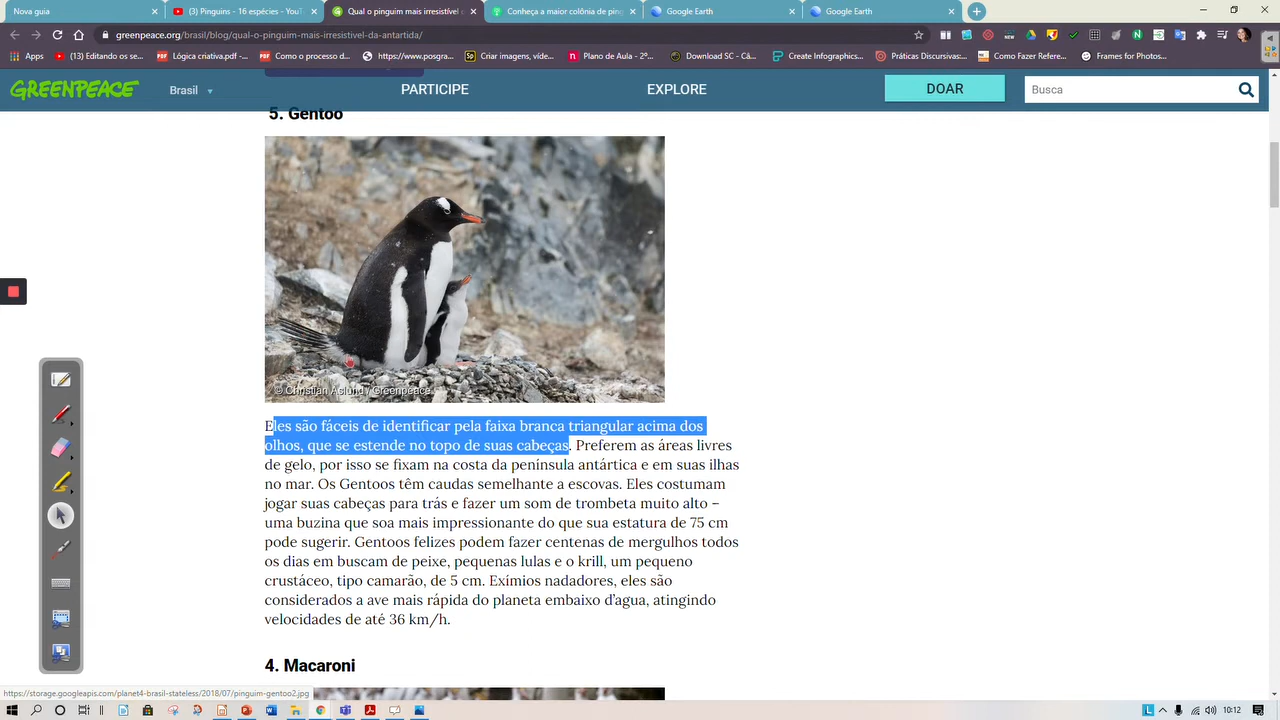 Nova guia
(3) Pinguins - 16 espécies - YouT
Qual o pinguim mais irresistível
Conheça a maior colônia de ping
Google Earth
Google Earth
greenpeace.org/brasil/blog/qual-o-pinguim-mais-irresistivel-da-antartida/
Apps
(13) Editando os se...
Lógica criativa.pdf -...
Como o processo d...
https://www.posgra...
Criar imagens, vídeo...
Plano de Aula - 2º...
Download SC – Câ...
Create Infographic...
Práticas Discursivas...
Como Fazer Refere...
Frames for Photos...
GREENPEACE
Brasil
PARTICIPE
EXPLORE
DOAR
Busca
5. Gentoo
© Christian Åslund / Greenpeace
Eles são fáceis de identificar pela faixa branca triangular acima dos
olhos, que se estende no topo de suas cabeças. Preferem as áreas livres
de gelo, por isso se fixam na costa da península antártica e em suas ilhas
no mar. Os Gentoos têm caudas semelhante a escovas. Eles costumam
jogar suas cabeças para trás e fazer um som de trombeta muito alto –
uma buzina que soa mais impressionante do que sua estatura de 75 cm
pode sugerir. Gentoos felizes podem fazer centenas de mergulhos todos
os dias em buscam de peixe, pequenas lulas e o krill, um pequeno
crustáceo, tipo camarão, de 5 cm. Exímios nadadores, eles são
considerados a ave mais rápida do planeta embaixo d'agua, atingindo
velocidades de até 36 km/h.
4. Macaroni
https://storage.googleapis.com/planet4-brasil-stateless/2018/07/pinguim-gentoo2.jpg
10:12